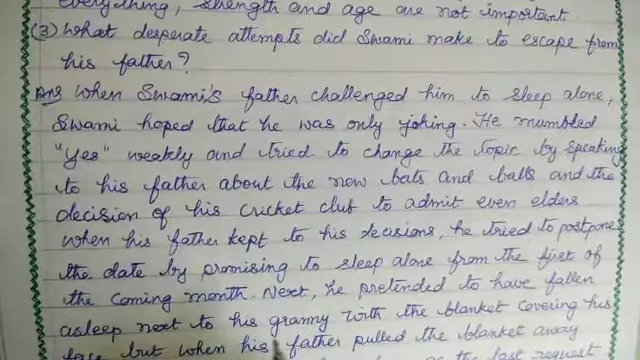 everything, strength and age are not important
(3) What desperate attempts did Swami make to escape from
his father?
Ans When Swami's father challenged him to sleep alone,
Swami hoped that he was only joking. He mumbled
"Yes" weakly and tried to change the topic by speaking
to his father about the new bats and balls and the
decision of his cricket club to admit even elders
when his father kept to his decisions, he tried to postpone
the date by promising to sleep alone from the first of
the coming month. Next, he pretended to have fallen
asleep next to his granny with the blanket covering his
face but when his father pulled the blanket away
as the last request